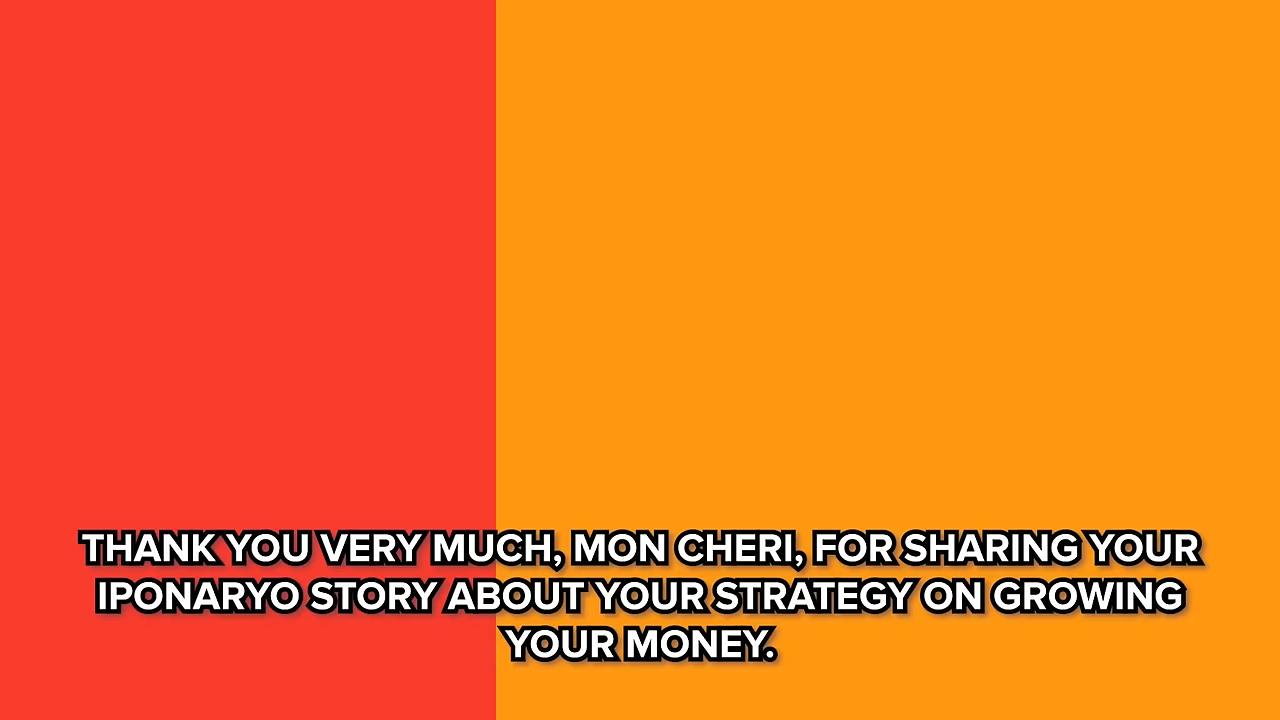 THANK YOU VERY MUCH, MON CHERI, FOR SHARING YOUR
IPONARYO STORY ABOUT YOUR STRATEGY ON GROWING
YOUR MONEY.